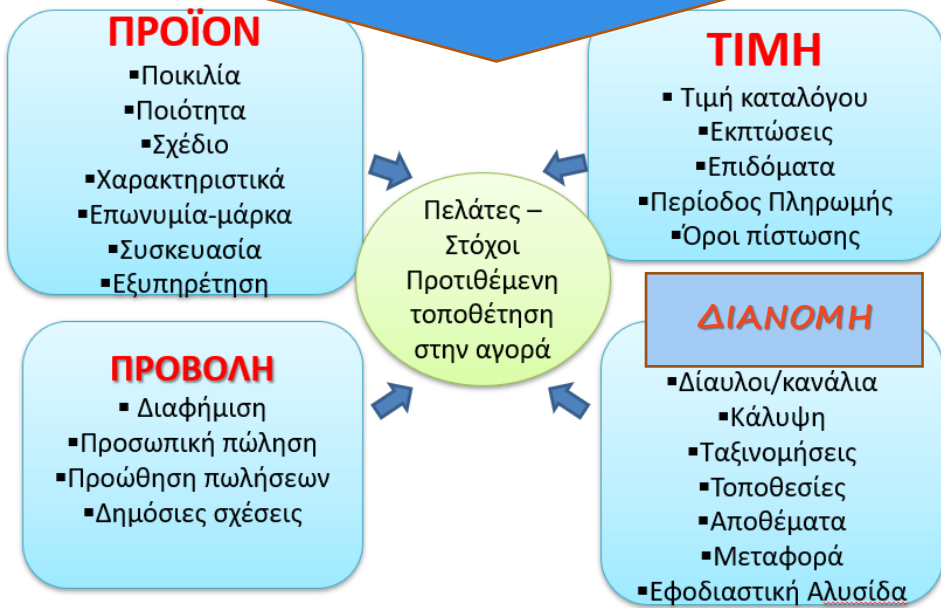 ΠΡΟΪΟΝ
▪Ποικιλία
▪Ποιότητα
▪Σχέδιο
▪Χαρακτηριστικά
▪Επωνυμία-μάρκα
▪Συσκευασία
▪Εξυπηρέτηση
ΤΙΜΗ
▪ Τιμή καταλόγου
▪Εκπτώσεις
▪Επιδόματα
▪Περίοδος Πληρωμής
▪Όροι πίστωσης
Πελάτες –
Στόχοι
Προτιθέμενη
τοποθέτηση
στην αγορά
ΠΡΟΒΟΛΗ
▪ Διαφήμιση
▪Προσωπική πώληση
▪Προώθηση πωλήσεων
▪Δημόσιες σχέσεις
ΔΙΑΝΟΜΗ
▪Δίαυλοι/κανάλια
▪Κάλυψη
▪Ταξινομήσεις
▪Τοποθεσίες
▪Αποθέματα
▪Μεταφορά
▪Εφοδιαστική Αλυσίδα